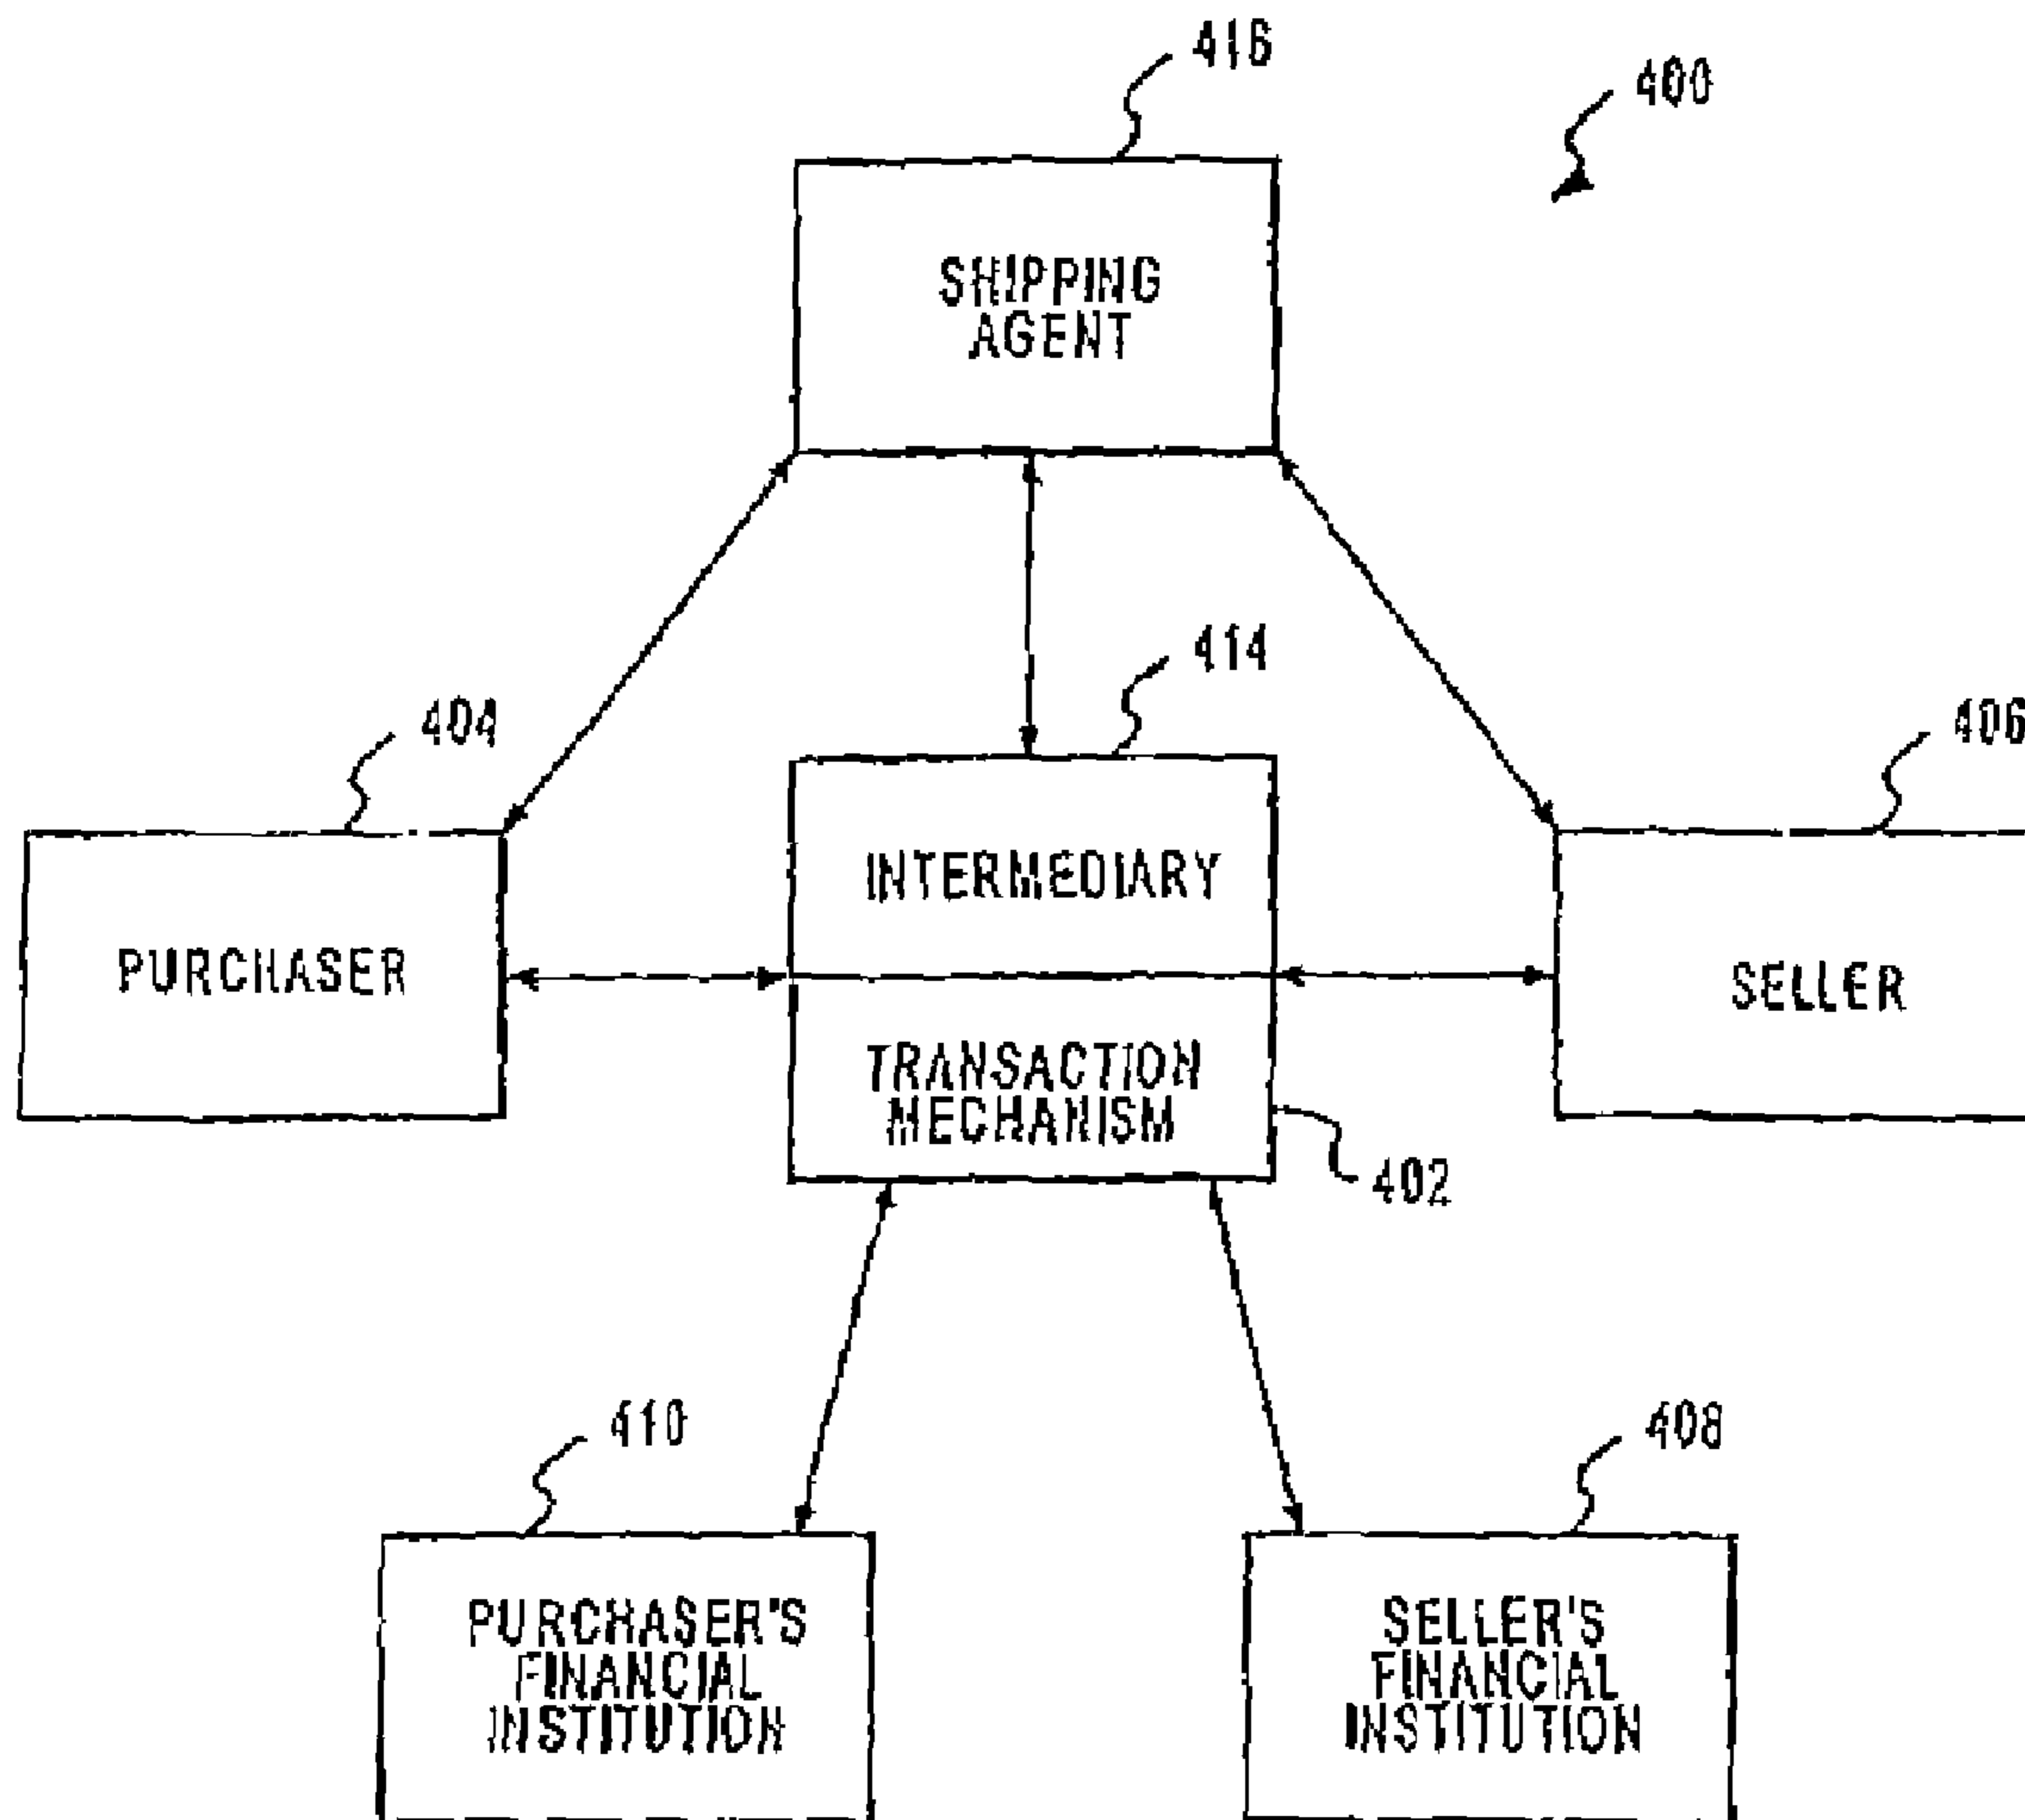 416
400
SHIPPING
AGENT
414
404
406
INTERMEDIARY
PURCHASER
SELLER
TRANSACTION
MECHANISM
402
410
408
PURCHASER'S
FINANCIAL
INSTITUTION
SELLER'S
FINANCIAL
INSTITUTION